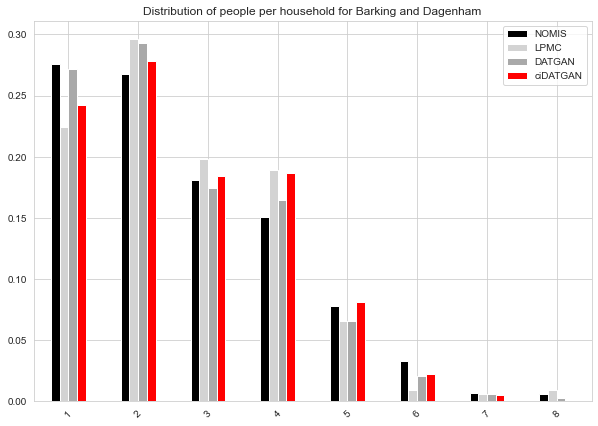 Distribution of people per household for Barking and Dagenham
NOMIS
LPMC
DATGAN
ciDATGAN
0.30
0.25
0.20
0.15
0.10
0.05
0.00
1 2 3 4 5 6 7 8